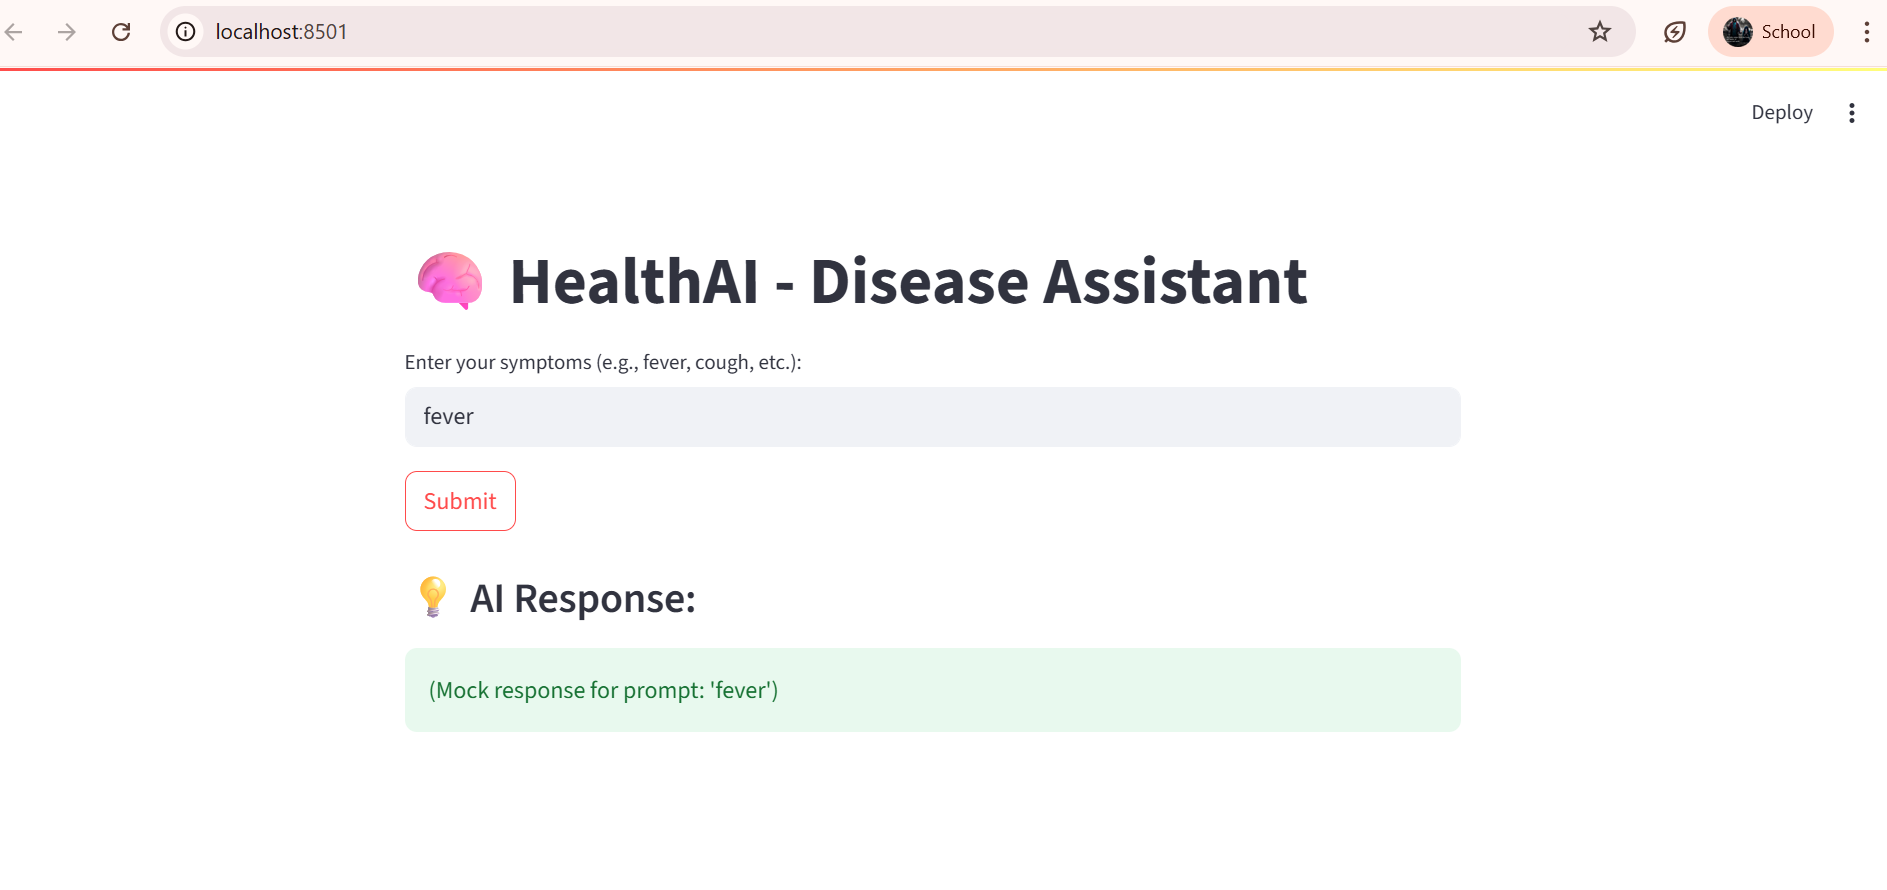 localhost:8501
School
Deploy
🧠 HealthAI - Disease Assistant
Enter your symptoms (e.g., fever, cough, etc.):
fever
Submit
💡 AI Response:
(Mock response for prompt: 'fever')